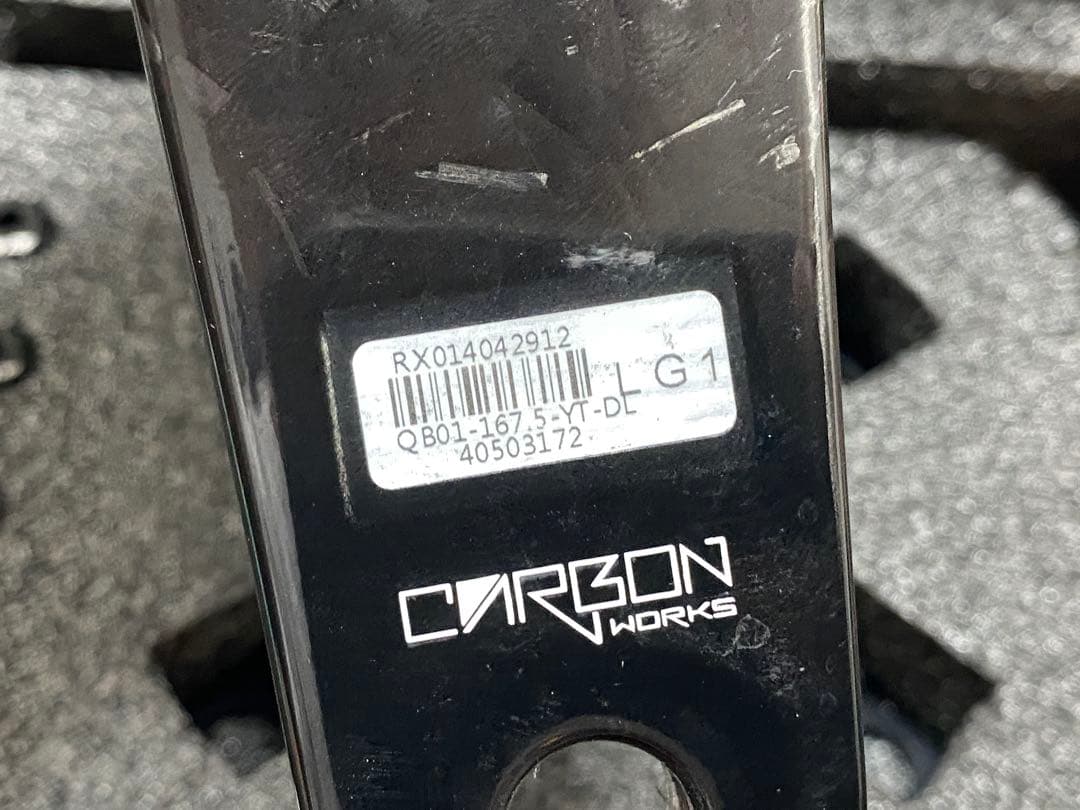 RX014042912
LG1
QB01-167.5-YT-DL
40503172
CARBON
WORKS